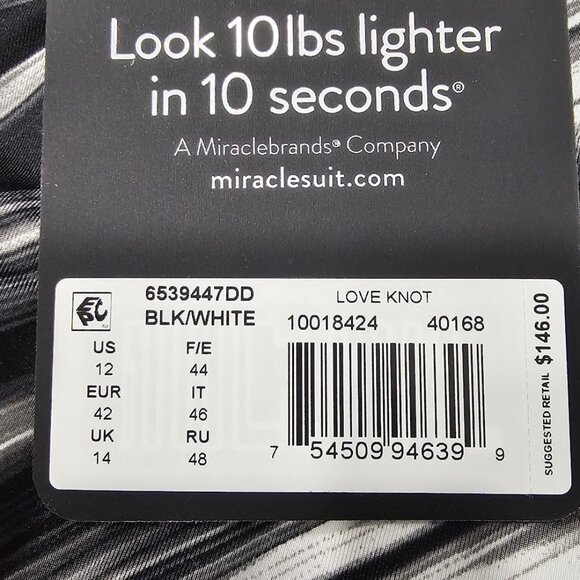 Look 10lbs lighter
in 10 seconds®
A Miraclebrands® Company
miraclesuit.com
6539447DD
BLK/WHITE
LOVE KNOT
10018424 40168
US F/E
12 44
EUR IT
42 46
UK RU
14 48
7 54509 94639 9
SUGGESTED RETAIL $146.00